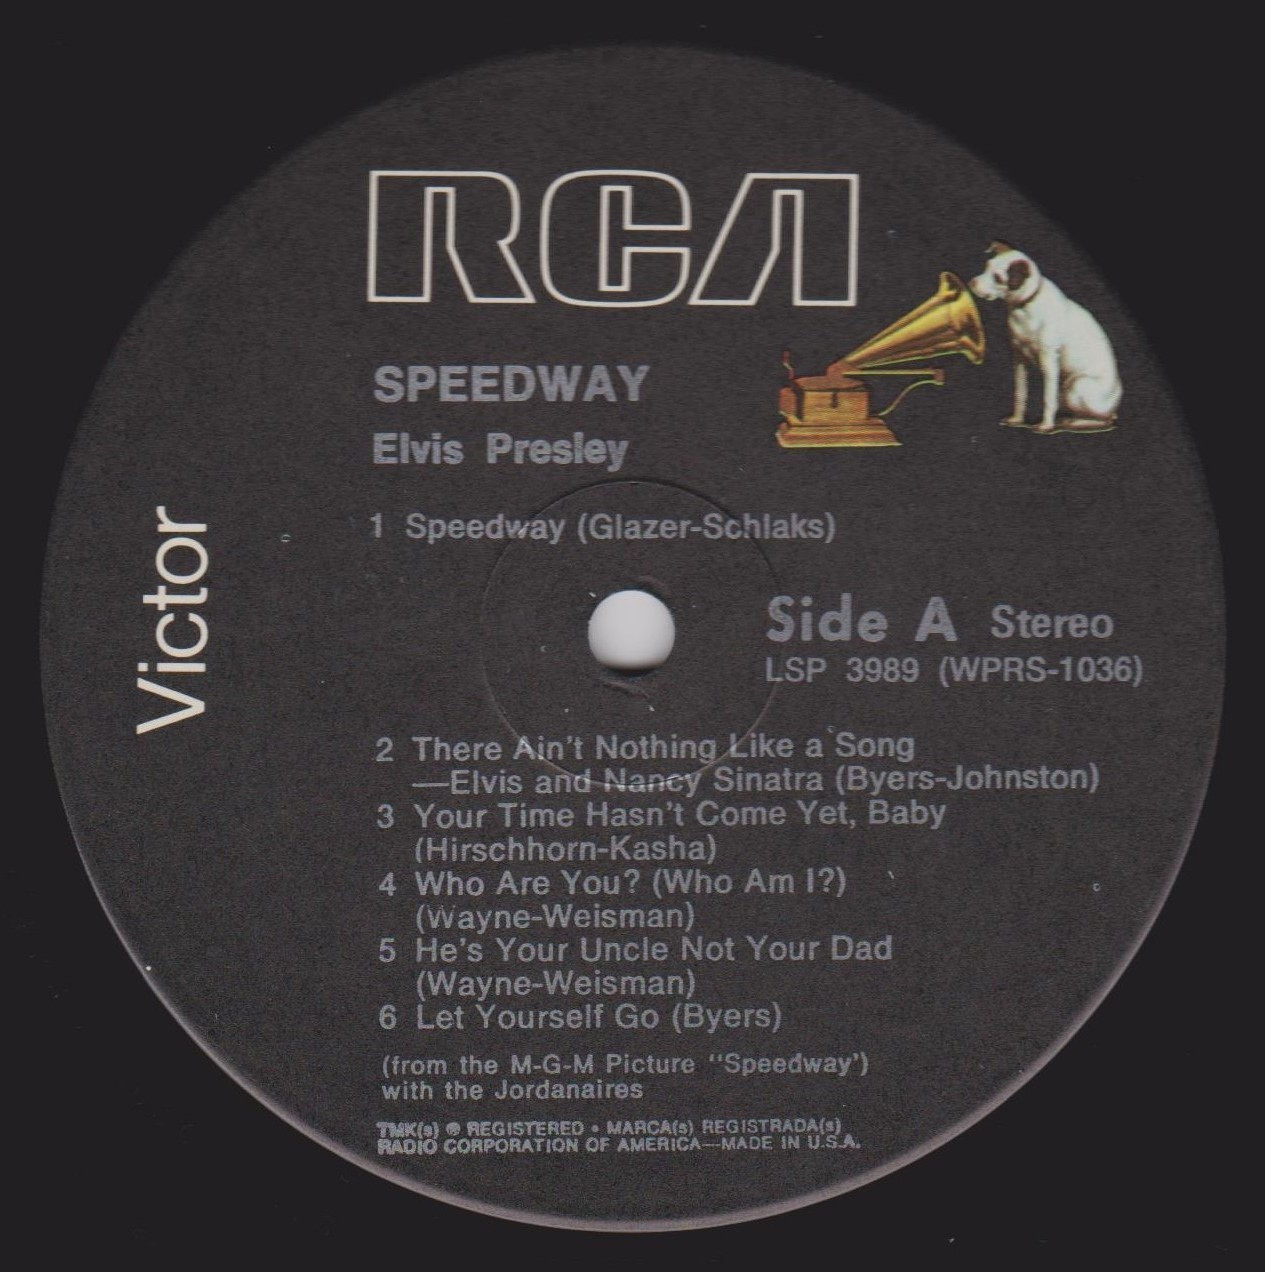 RCA
SPEEDWAY
Elvis Presley
1 Speedway (Glazer-Schlaks)
Victor
Side A Stereo
LSP 3989 (WPRS-1036)
2 There Ain't Nothing Like a Song
—Elvis and Nancy Sinatra (Byers-Johnston)
3 Your Time Hasn't Come Yet, Baby
(Hirschhorn-Kasha)
4 Who Are You? (Who Am I?)
(Wayne-Weisman)
5 He's Your Uncle Not Your Dad
(Wayne-Weisman)
6 Let Yourself Go (Byers)
(from the M-G-M Picture "Speedway')
with the Jordanaires
TMK(s) ® REGISTERED • MARCA(s) REGISTRADA(s)
RADIO CORPORATION OF AMERICA—MADE IN U.S.A.